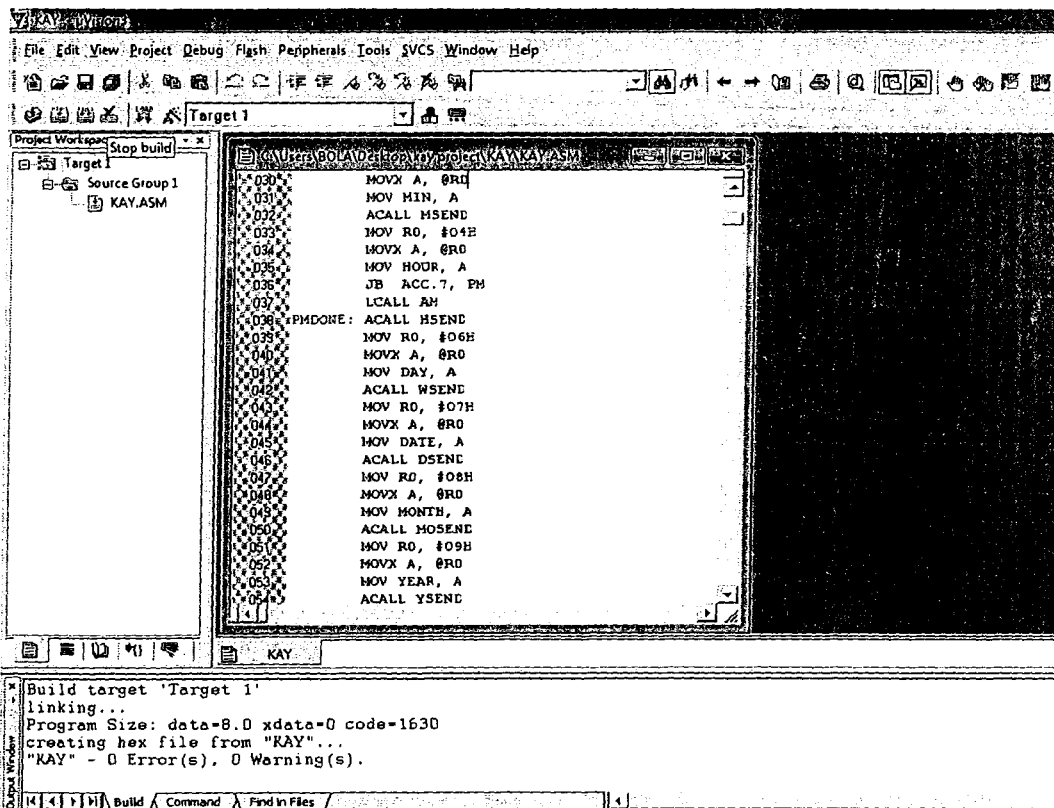 KAY - µVision3
File Edit View Project Debug Flash Peripherals Tools SVCS Window Help
Target 1
Project Workspac
Stop build
Target 1
Source Group 1
KAY.ASM
C:\Users\BOLA\Desktop\kay project\KAY\KAY.ASM
030 MOVX A, @R0
031 MOV MIN, A
032 ACALL MSEND
033 MOV R0, #04H
034 MOVX A, @R0
035 MOV HOUR, A
036 JB ACC.7, PM
037 LCALL AM
038 PMDONE: ACALL HSEND
039 MOV R0, #06H
040 MOVX A, @R0
041 MOV DAY, A
042 ACALL WSEND
043 MOV R0, #07H
044 MOVX A, @R0
045 MOV DATE, A
046 ACALL DSEND
047 MOV R0, #08H
048 MOVX A, @R0
049 MOV MONTH, A
050 ACALL MOSEND
051 MOV R0, #09H
052 MOVX A, @R0
053 MOV YEAR, A
054 ACALL YSEND
KAY
Build target 'Target 1'
linking...
Program Size: data=8.0 xdata=0 code=1630
creating hex file from "KAY"...
"KAY" - 0 Error(s), 0 Warning(s).
Output Window
Build Command Find in Files